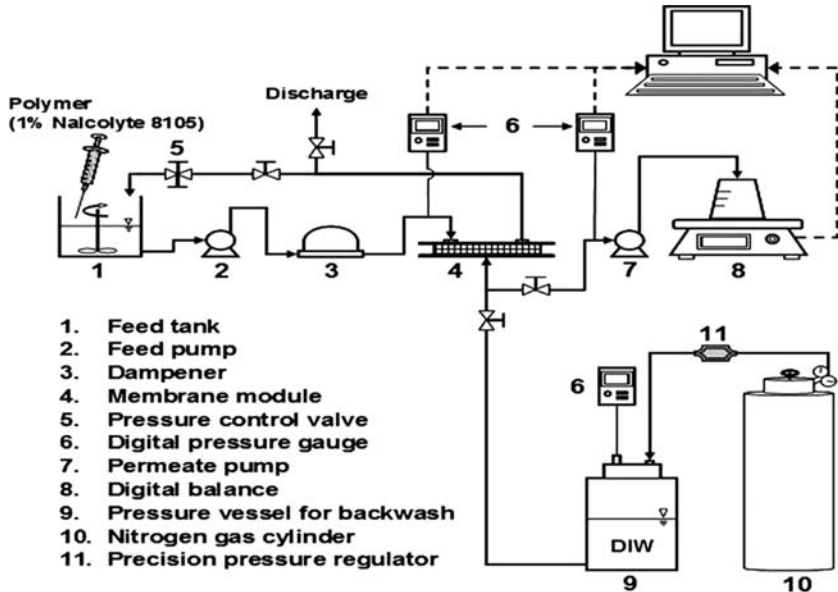 Polymer
(1% Nalcolyte 8105)
Discharge
5
6
1
2
3
4
7
8
1. Feed tank
2. Feed pump
3. Dampener
4. Membrane module
5. Pressure control valve
6. Digital pressure gauge
7. Permeate pump
8. Digital balance
9. Pressure vessel for backwash
10. Nitrogen gas cylinder
11. Precision pressure regulator
11
6
DIW
9
10